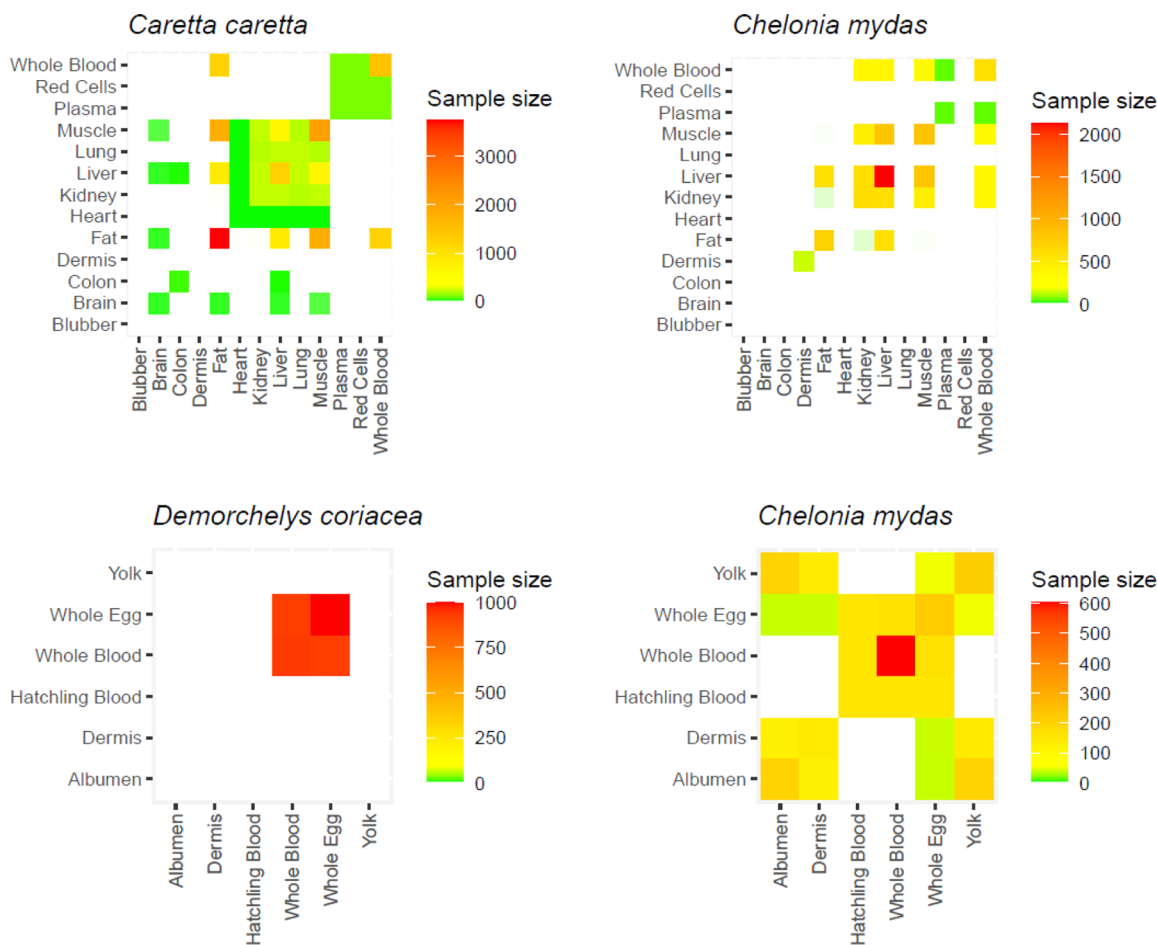 Caretta caretta
Whole Blood
Red Cells
Plasma
Muscle
Lung
Liver
Kidney
Heart
Fat
Dermis
Colon
Brain
Blubber
Blubber
Brain
Colon
Dermis
Fat
Heart
Kidney
Liver
Lung
Muscle
Plasma
Red Cells
Whole Blood
Sample size
3000
2000
1000
0
Chelonia mydas
Whole Blood
Red Cells
Plasma
Muscle
Lung
Liver
Kidney
Heart
Fat
Dermis
Colon
Brain
Blubber
Blubber
Brain
Colon
Dermis
Fat
Heart
Kidney
Liver
Lung
Muscle
Plasma
Red Cells
Whole Blood
Sample size
2000
1500
1000
500
0
Demorchelys coriacea
Yolk
Whole Egg
Whole Blood
Hatchling Blood
Dermis
Albumen
Albumen
Dermis
Hatchling Blood
Whole Blood
Whole Egg
Yolk
Sample size
1000
750
500
250
0
Chelonia mydas
Yolk
Whole Egg
Whole Blood
Hatchling Blood
Dermis
Albumen
Albumen
Dermis
Hatchling Blood
Whole Blood
Whole Egg
Yolk
Sample size
600
500
400
300
200
100
0